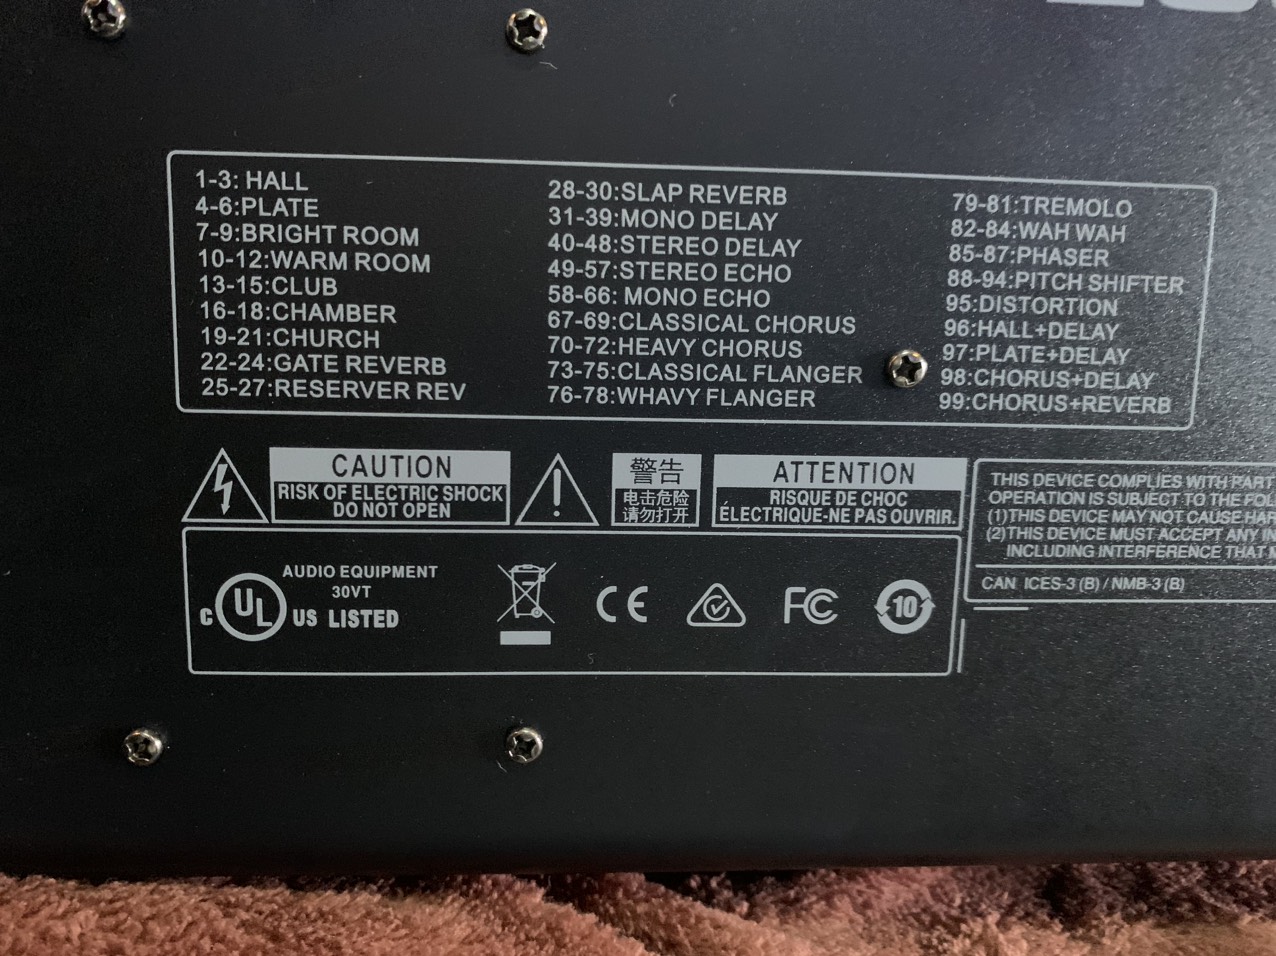 1-3: HALL
4-6:PLATE
7-9:BRIGHT ROOM
10-12:WARM ROOM
13-15:CLUB
16-18:CHAMBER
19-21:CHURCH
22-24:GATE REVERB
25-27:RESERVER REV
28-30:SLAP REVERB
31-39:MONO DELAY
40-48:STEREO DELAY
49-57:STEREO ECHO
58-66: MONO ECHO
67-69:CLASSICAL CHORUS
70-72:HEAVY CHORUS
73-75:CLASSICAL FLANGER
76-78:WHAVY FLANGER
79-81:TREMOLO
82-84:WAH WAH
85-87:PHASER
88-94:PITCH SHIFTER
95:DISTORTION
96:HALL+DELAY
97:PLATE+DELAY
98:CHORUS+DELAY
99:CHORUS+REVERB
CAUTION
RISK OF ELECTRIC SHOCK
DO NOT OPEN
警告
电击危险
请勿打开
ATTENTION
RISQUE DE CHOC
ÉLECTRIQUE-NE PAS OUVRIR.
THIS DEVICE COMPLIES WITH PART
OPERATION IS SUBJECT TO THE
(1)THIS DEVICE MAY NOT CAUSE
(2)THIS DEVICE MUST ACCEPT ANY
INCLUDING INTERFERENCE THAT
CAN ICES-3 (B) / NMB-3 (B)
AUDIO EQUIPMENT
30VT
C UL US LISTED
CE
FC
10